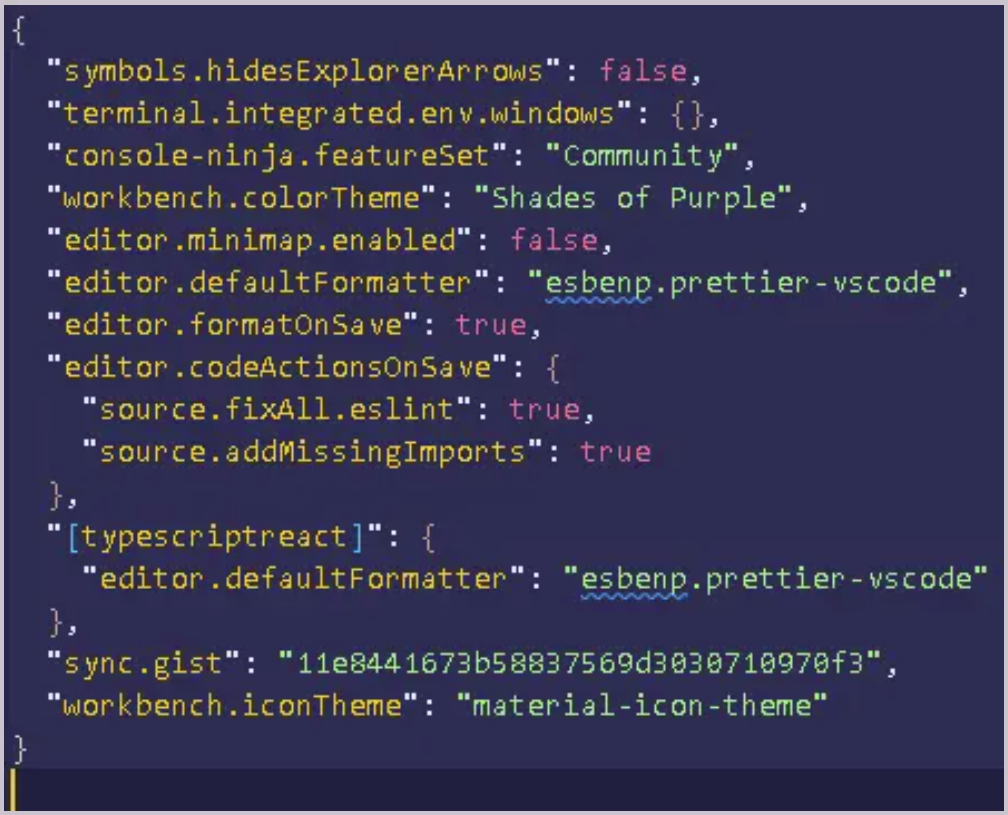 {
"symbols.hidesExplorerArrows": false,
"terminal.integrated.env.windows": {},
"console-ninja.featureSet": "Community",
"workbench.colorTheme": "Shades of Purple",
"editor.minimap.enabled": false,
"editor.defaultFormatter": "esbenp.prettier-vscode",
"editor.formatOnSave": true,
"editor.codeActionsOnSave": {
"source.fixAll.eslint": true,
"source.addMissingImports": true
},
"[typescriptreact]": {
"editor.defaultFormatter": "esbenp.prettier-vscode"
},
"sync.gist": "11e8441673b58837569d3030710970f3",
"workbench.iconTheme": "material-icon-theme"
}